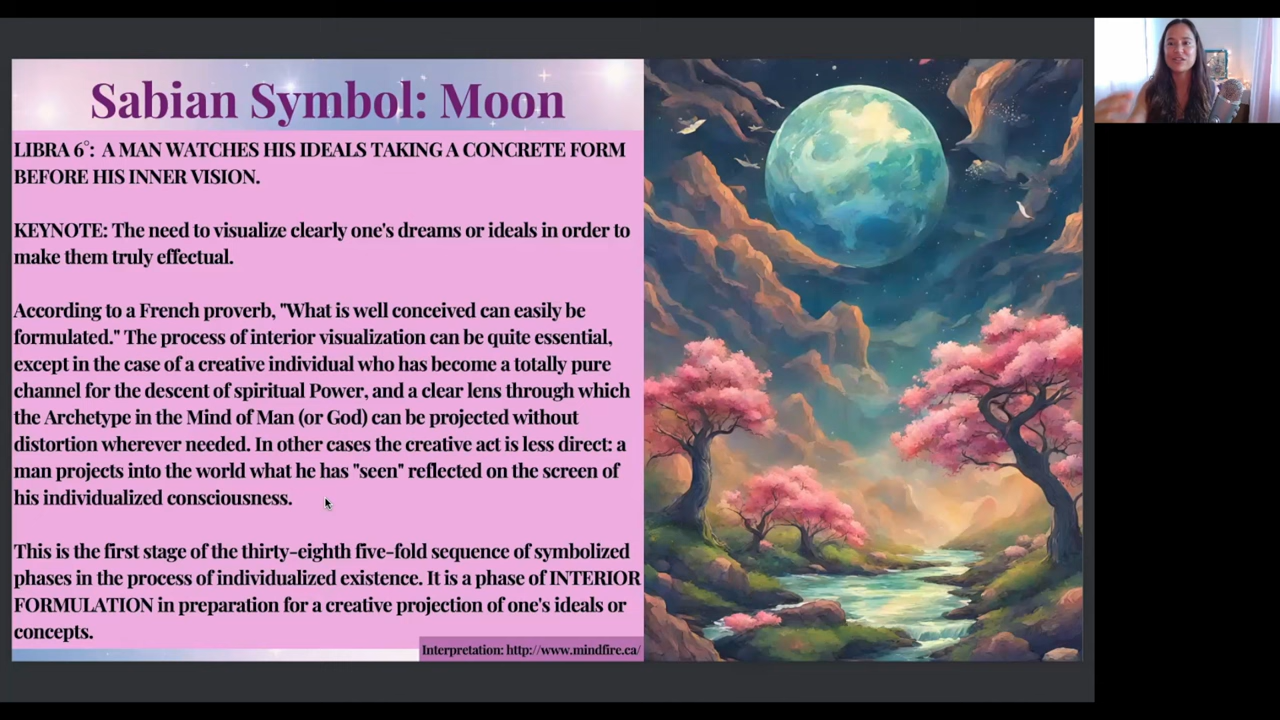 Sabian Symbol: Moon
LIBRA 6°: A MAN WATCHES HIS IDEALS TAKING A CONCRETE FORM
BEFORE HIS INNER VISION.
KEYNOTE: The need to visualize clearly one's dreams or ideals in order to
make them truly effectual.
According to a French proverb, "What is well conceived can easily be
formulated." The process of interior visualization can be quite essential,
except in the case of a creative individual who has become a totally pure
channel for the descent of spiritual Power, and a clear lens through which
the Archetype in the Mind of Man (or God) can be projected without
distortion wherever needed. In other cases the creative act is less direct: a
man projects into the world what he has "seen" reflected on the screen of
his individualized consciousness.
This is the first stage of the thirty-eighth five-fold sequence of symbolized
phases in the process of individualized existence. It is a phase of INTERIOR
FORMULATION in preparation for a creative projection of one's ideals or
concepts.
Interpretation: http://www.mindfire.ca/